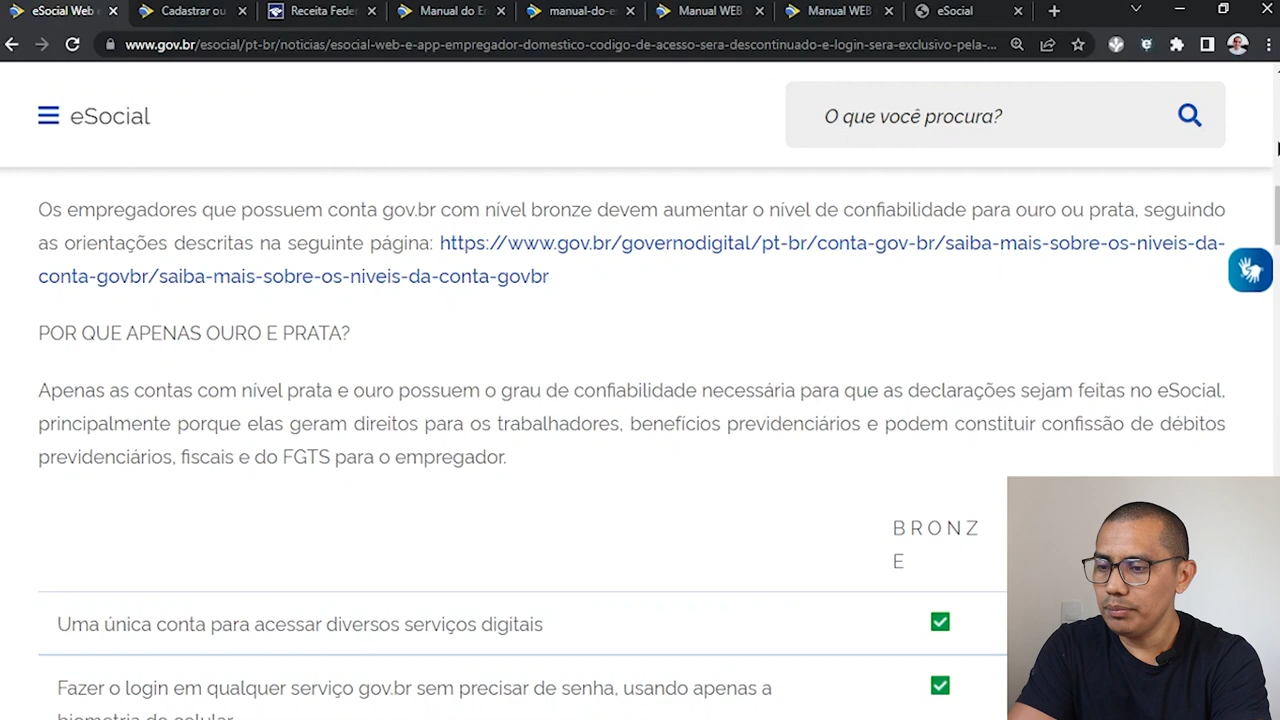 eSocial Web e
Cadastrar ou
Receita Feder
Manual do E
manual-do-e
Manual WEB
Manual WEB
eSocial
www.gov.br/esocial/pt-br/noticias/esocial-web-e-app-empregador-domestico-codigo-de-acesso-sera-descontinuado-e-login-sera-exclusivo-pela-...
eSocial
O que você procura?
Os empregadores que possuem conta gov.br com nível bronze devem aumentar o nível de confiabilidade para ouro ou prata, seguindo
as orientações descritas na seguinte página: https://www.gov.br/governodigital/pt-br/conta-gov-br/saiba-mais-sobre-os-niveis-da-
conta-govbr/saiba-mais-sobre-os-niveis-da-conta-govbr
POR QUE APENAS OURO E PRATA?
Apenas as contas com nível prata e ouro possuem o grau de confiabilidade necessária para que as declarações sejam feitas no eSocial,
principalmente porque elas geram direitos para os trabalhadores, benefícios previdenciários e podem constituir confissão de débitos
previdenciários, fiscais e do FGTS para o empregador.
BRONZ
E
Uma única conta para acessar diversos serviços digitais
Fazer o login em qualquer serviço gov.br sem precisar de senha, usando apenas a
biometria do celular